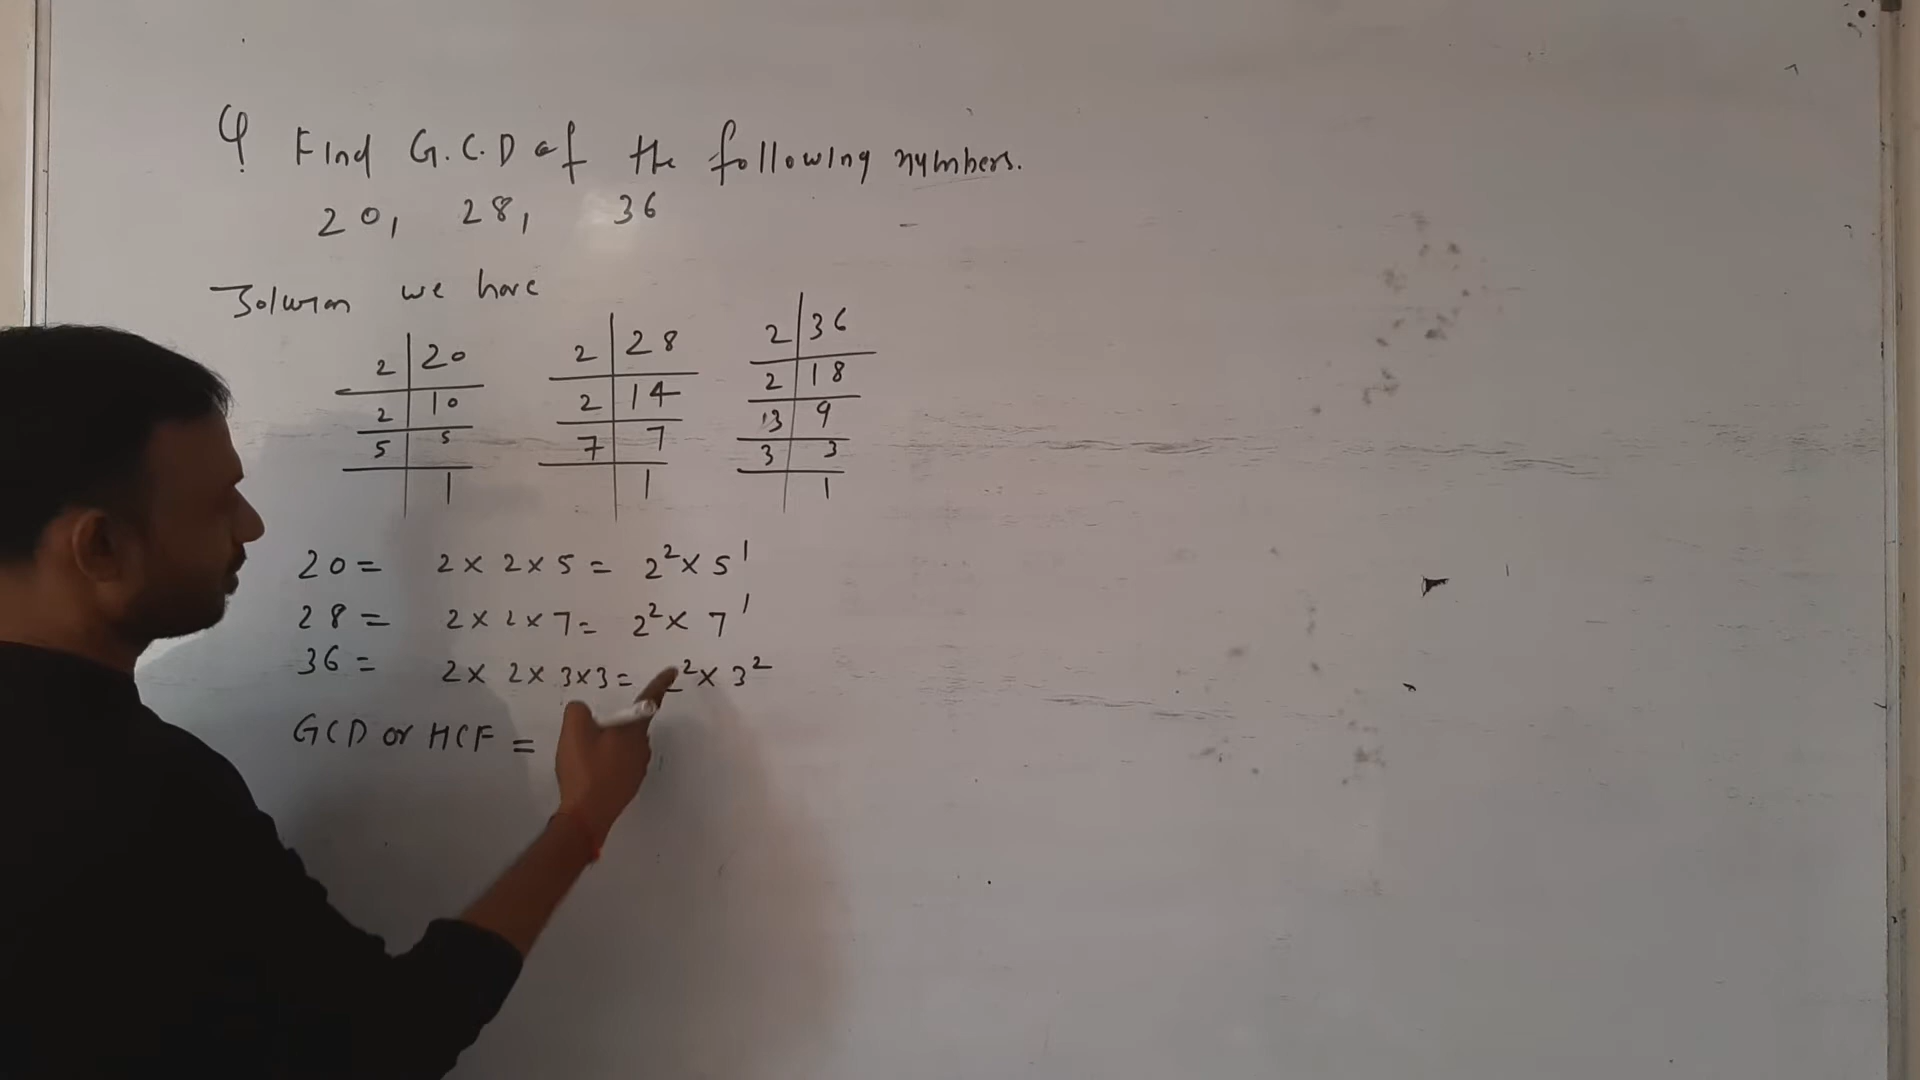 Q Find G.C.D of the following numbers.
20, 28, 36
Solution we have
2 | 20
2 | 10
5 | 5
1
2 | 28
2 | 14
7 | 7
1
2 | 36
2 | 18
3 | 9
3 | 3
1
20 = 2 × 2 × 5 = 2² × 5¹
28 = 2 × 2 × 7 = 2² × 7¹
36 = 2 × 2 × 3 × 3 = 2² × 3²
GCD or HCF =